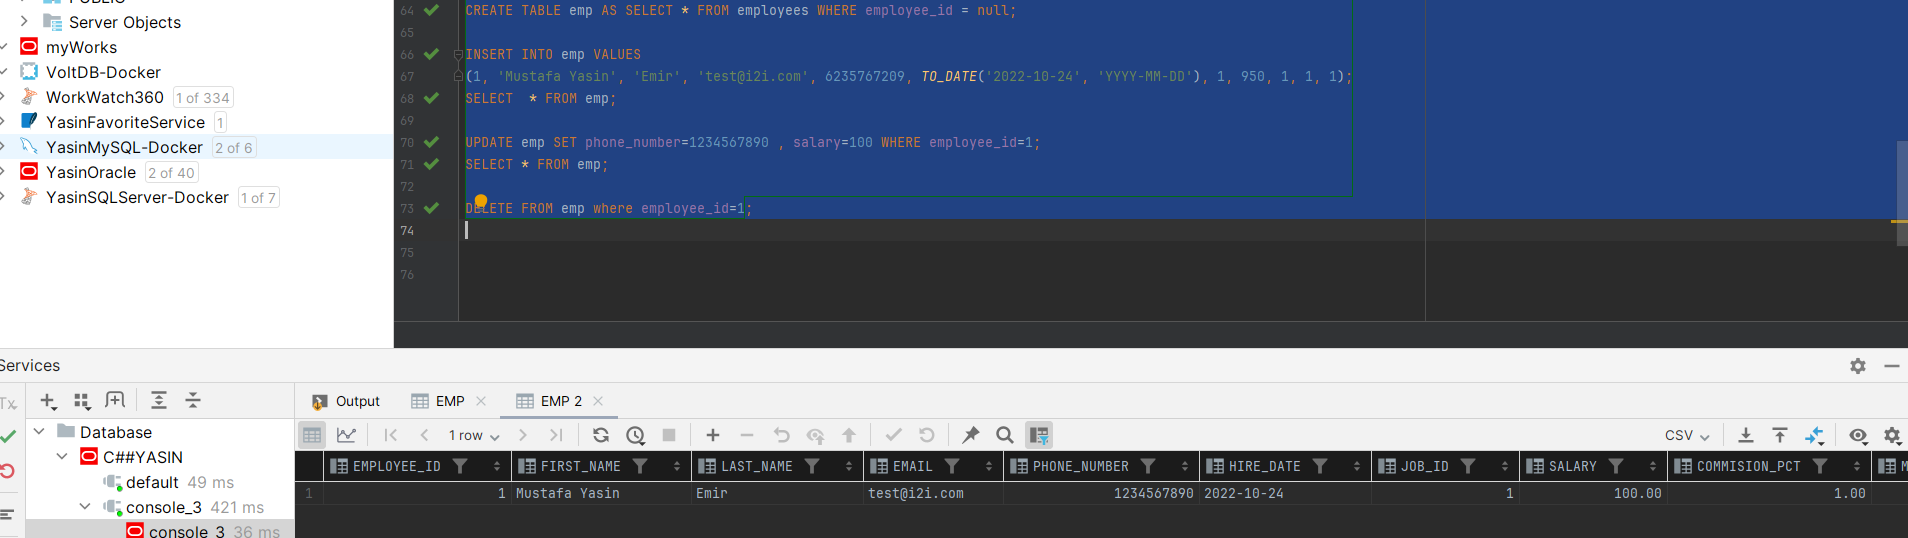 PUBLIC
Server Objects
myWorks
VoltDB-Docker
WorkWatch360 1 of 334
YasinFavoriteService 1
YasinMySQL-Docker 2 of 6
YasinOracle 2 of 40
YasinSQLServer-Docker 1 of 7
64 CREATE TABLE emp AS SELECT * FROM employees WHERE employee_id = null;
65
66 INSERT INTO emp VALUES
67 (1, 'Mustafa Yasin', 'Emir', 'test@i2i.com', 6235767209, TO_DATE('2022-10-24', 'YYYY-MM-DD'), 1, 950, 1, 1, 1);
68 SELECT  * FROM emp;
69
70 UPDATE emp SET phone_number=1234567890 , salary=100 WHERE employee_id=1;
71 SELECT * FROM emp;
72
73 DELETE FROM emp where employee_id=1;
74
75
76
Services
Tx
Database
C##YASIN
default 49 ms
console_3 421 ms
console_3 36 ms
Output EMP EMP 2
1 row CSV
EMPLOYEE_ID FIRST_NAME LAST_NAME EMAIL PHONE_NUMBER HIRE_DATE JOB_ID SALARY COMMISION_PCT M
1 1 Mustafa Yasin Emir test@i2i.com 1234567890 2022-10-24 1 100.00 1.00